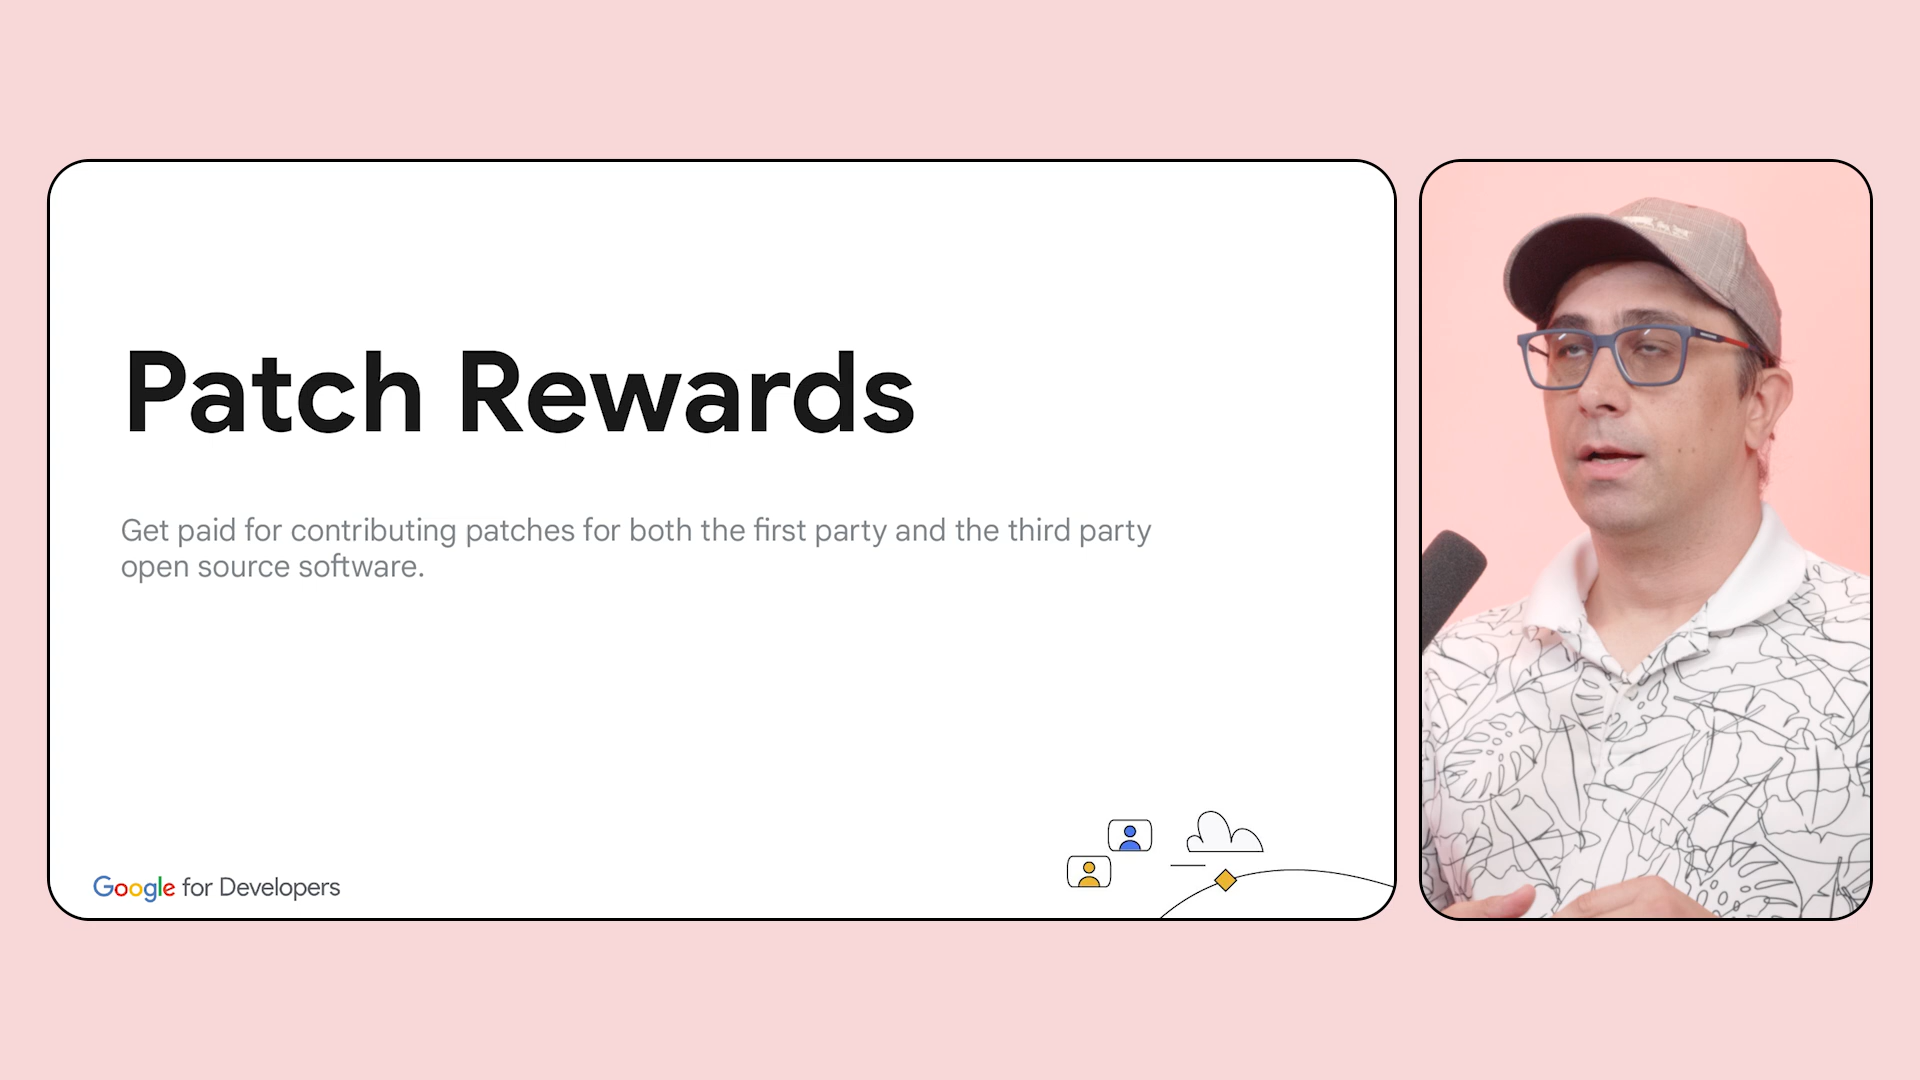 Patch Rewards
Get paid for contributing patches for both the first party and the third party
open source software.
Google for Developers